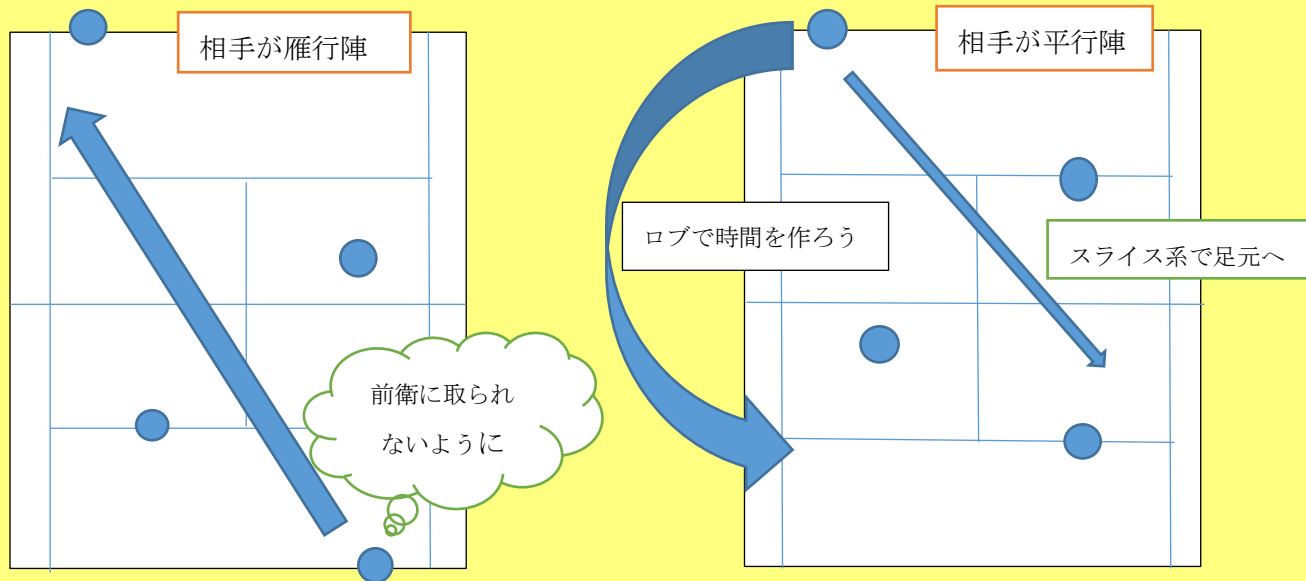 相手が雁行陣
前衛に取られ
ないように
相手が平行陣
ロブで時間を作ろう
スライス系で足元へ